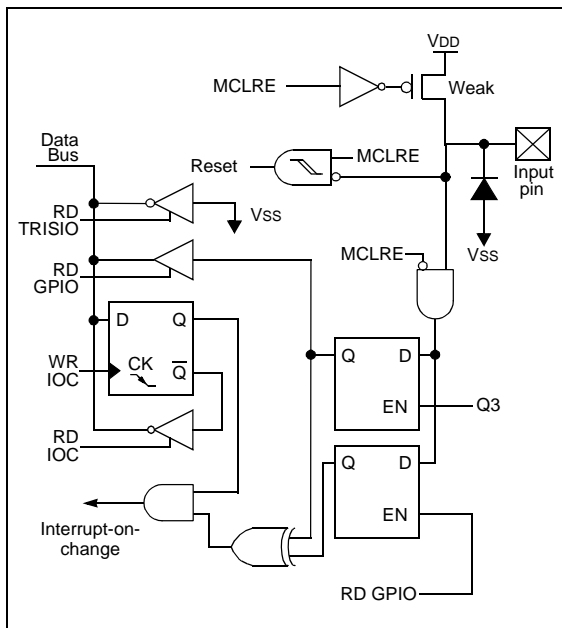 VDD
MCLRE
Weak
Data
Bus
Reset
MCLRE
Input
pin
RD
TRISIO
VSS
VSS
MCLRE
RD
GPIO
D
Q
Q
D
WR
IOC
CK
Q
EN
Q3
RD
IOC
Q
D
EN
Interrupt-on-
change
RD GPIO